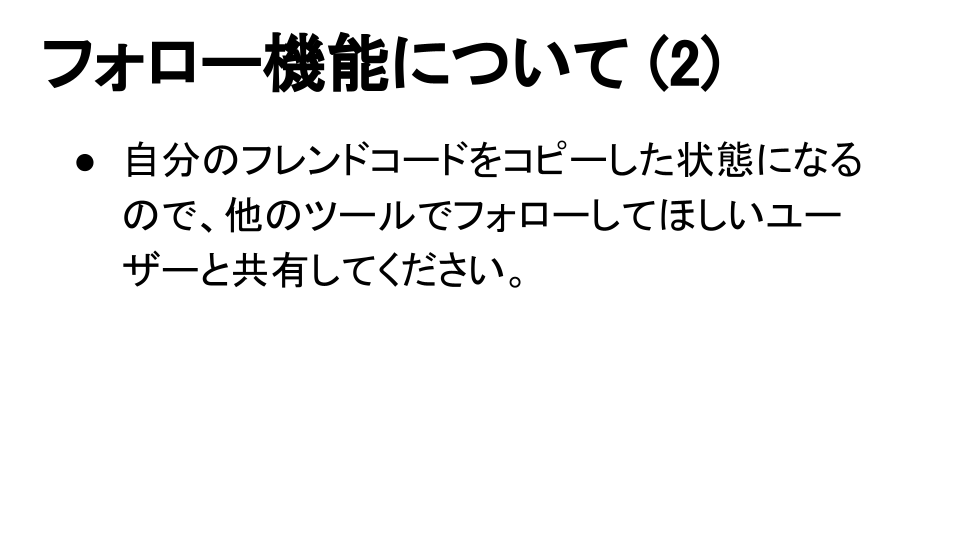 フォロー機能について (2)
● 自分のフレンドコードをコピーした状態になる
ので、他のツールでフォローしてほしいユー
ザーと共有してください。